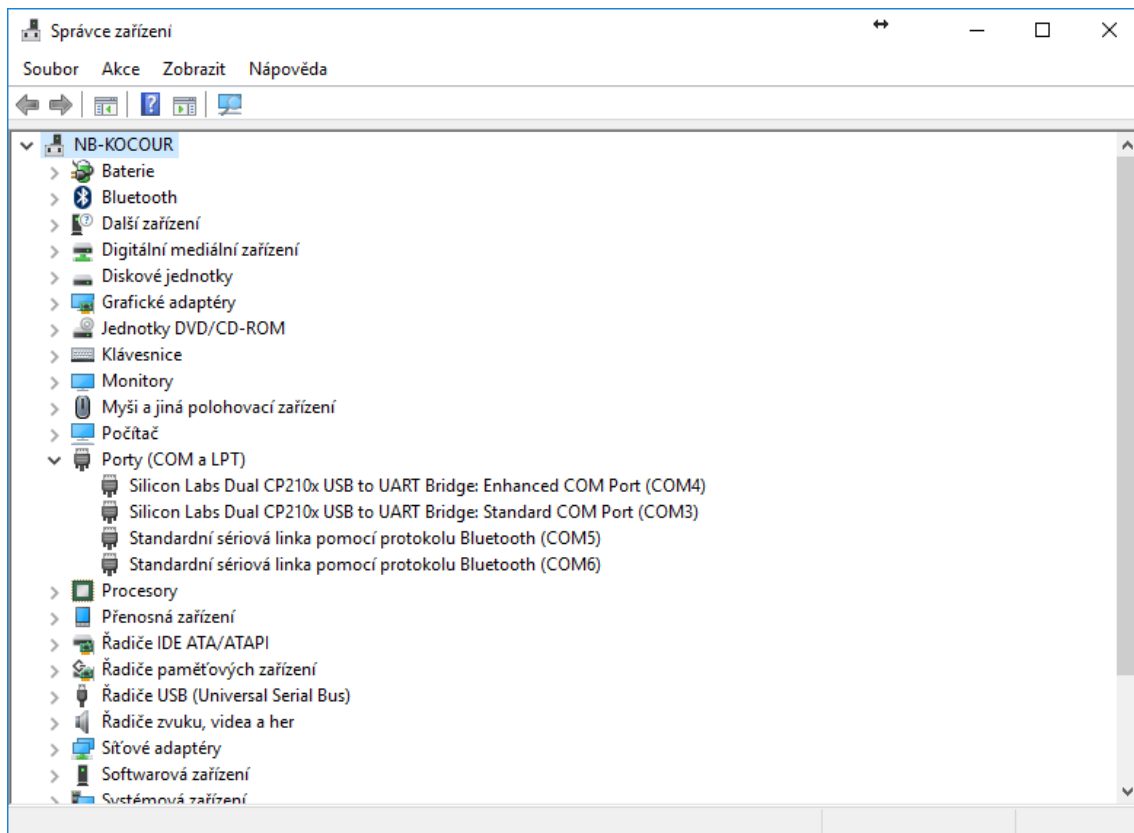 Správce zařízení
Soubor Akce Zobrazit Nápověda
NB-KOCOUR
Baterie
Bluetooth
Další zařízení
Digitální mediální zařízení
Diskové jednotky
Grafické adaptéry
Jednotky DVD/CD-ROM
Klávesnice
Monitory
Myši a jiná polohovací zařízení
Počítač
Porty (COM a LPT)
Silicon Labs Dual CP210x USB to UART Bridge: Enhanced COM Port (COM4)
Silicon Labs Dual CP210x USB to UART Bridge: Standard COM Port (COM3)
Standardní sériová linka pomocí protokolu Bluetooth (COM5)
Standardní sériová linka pomocí protokolu Bluetooth (COM6)
Procesory
Přenosná zařízení
Řadiče IDE ATA/ATAPI
Řadiče paměťových zařízení
Řadiče USB (Universal Serial Bus)
Řadiče zvuku, videa a her
Síťové adaptéry
Softwarová zařízení
Systémová zařízení